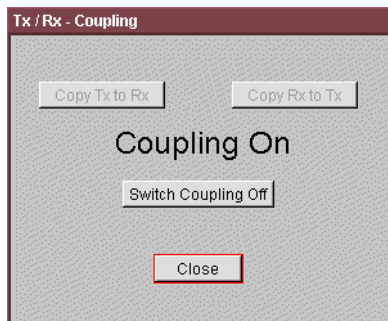 Tx / Rx - Coupling
Copy Tx to Rx
Copy Rx to Tx
Coupling On
Switch Coupling Off
Close